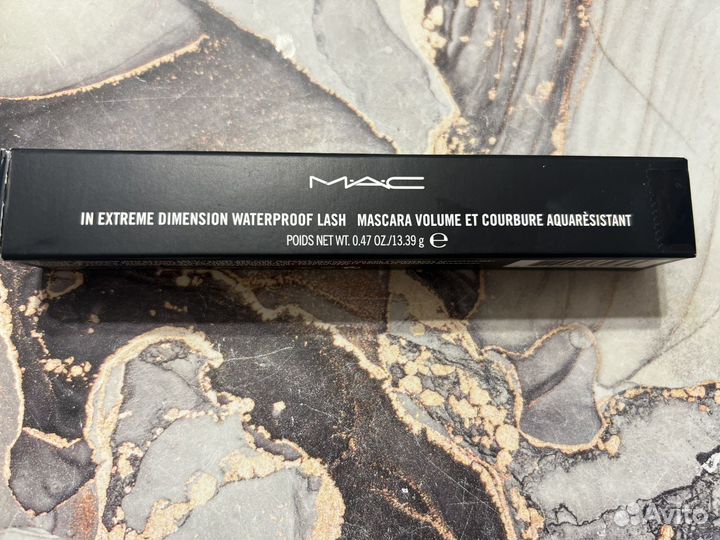 M·A·C
IN EXTREME DIMENSION WATERPROOF LASH MASCARA VOLUME ET COURBURE AQUARÈSISTANT
POIDS NET WT. 0.47 OZ./13.39 g ℮
Avito